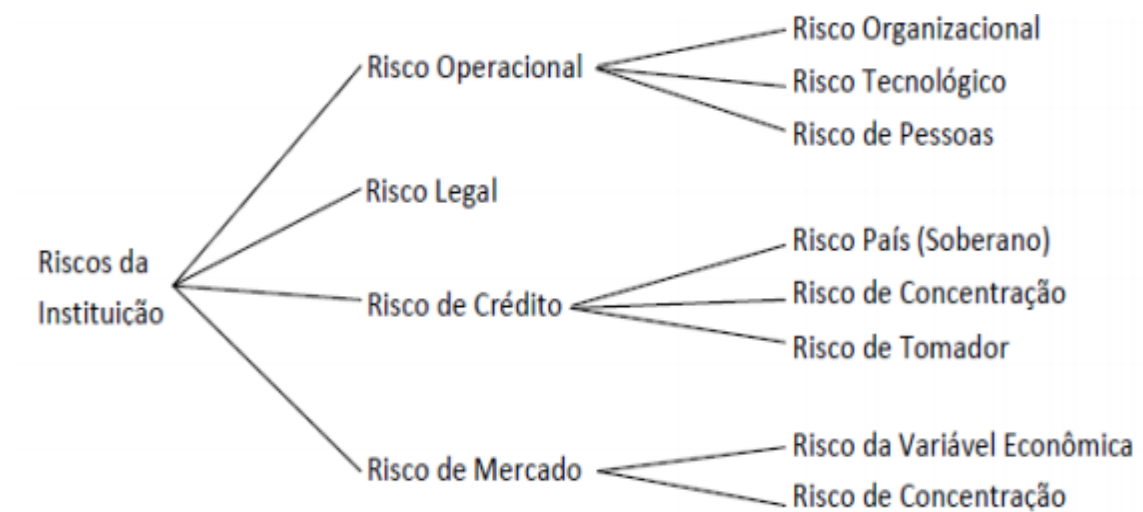 Riscos da
Instituição
Risco Operacional
Risco Organizacional
Risco Tecnológico
Risco de Pessoas
Risco Legal
Risco de Crédito
Risco País (Soberano)
Risco de Concentração
Risco de Tomador
Risco de Mercado
Risco da Variável Econômica
Risco de Concentração